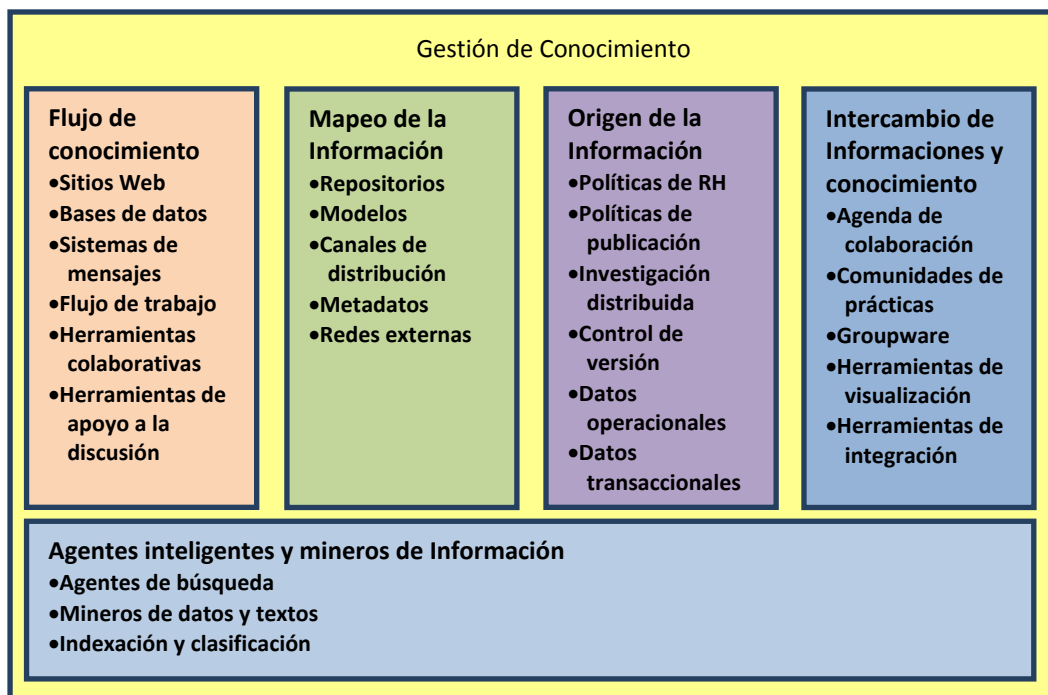 Gestión de Conocimiento
Flujo de
conocimiento
•Sitios Web
•Bases de datos
•Sistemas de
mensajes
•Flujo de trabajo
•Herramientas
colaborativas
•Herramientas de
apoyo a la
discusión
Mapeo de la
Información
•Repositorios
•Modelos
•Canales de
distribución
•Metadatos
•Redes externas
Origen de la
Información
•Políticas de RH
•Políticas de
publicación
•Investigación
distribuida
•Control de
versión
•Datos
operacionales
•Datos
transaccionales
Intercambio de
Informaciones y
conocimiento
•Agenda de
colaboración
•Comunidades de
prácticas
•Groupware
•Herramientas de
visualización
•Herramientas de
integración
Agentes inteligentes y mineros de Información
•Agentes de búsqueda
•Mineros de datos y textos
•Indexación y clasificación